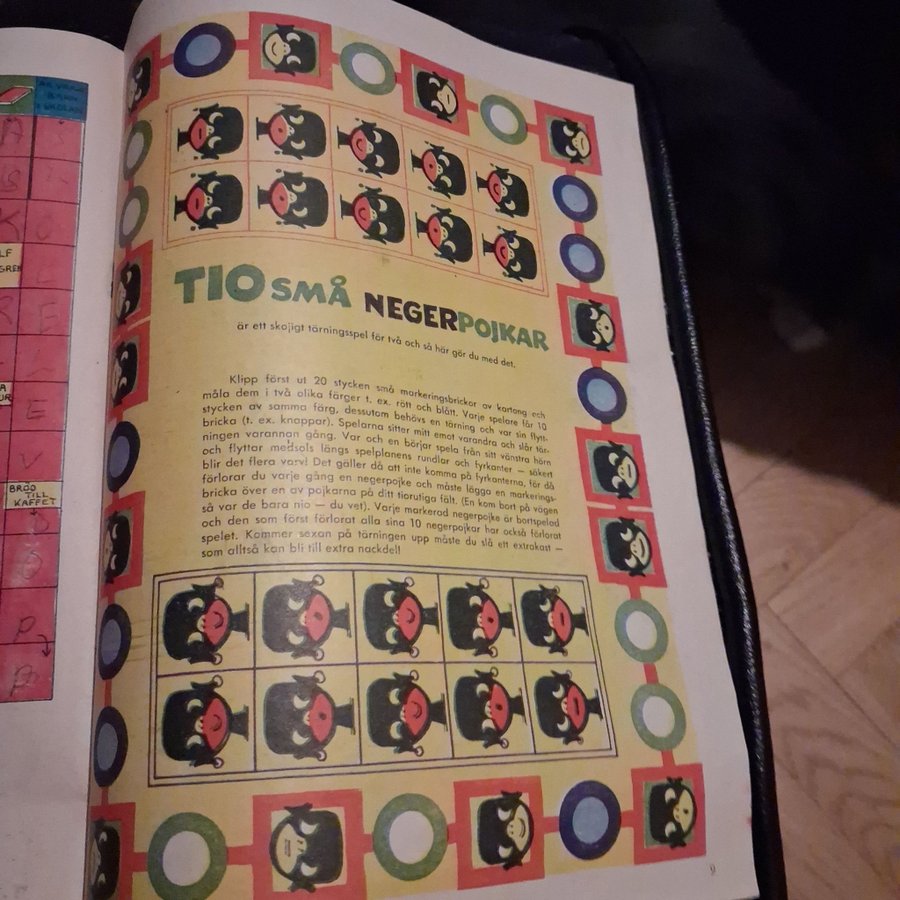 TIO SMÅ NEGERPOJKAR
är ett skojigt tärningsspel för två och så här gör du med det.
Klipp först ut 20 stycken små markeringsbrickor av kartong och
måla dem i två olika färger t. ex. rött och blått. Varje spelare får 10
stycken av samma färg, dessutom behövs en tärning och var sin flytt-
bricka (t. ex. knappar). Spelarna sitter mitt emot varandra och slår tär-
ningen varannan gång. Var och en börjar spela från sitt vänstra hörn
och flyttar medsols längs spelplanens rundlar och fyrkanter — säkert
blir det flera varv! Det gäller då att inte komma på fyrkanterna, för då
förlorar du varje gång en negerpojke och måste lägga en markerings-
bricka över en av pojkarna på ditt tiorutiga fält. (En kom bort på vägen
så var de bara nio — du vet). Varje markerad negerpojke är bortspelad
och den som först förlorat alla sina 10 negerpojkar har också förlorat
spelet. Kommer sexan på tärningen upp måste du slå ett extrakast —
som alltså kan bli till extra nackdel!
BRÖD
TILL
KAFFET
E
E
V
P
9